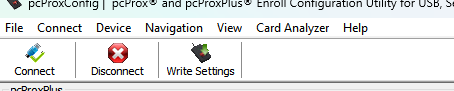 pcProxConfig | pcProx® and pcProxPlus® Enroll Configuration Utility for USB,
File Connect Device Navigation View Card Analyzer Help
Connect Disconnect Write Settings
pcProxPlus